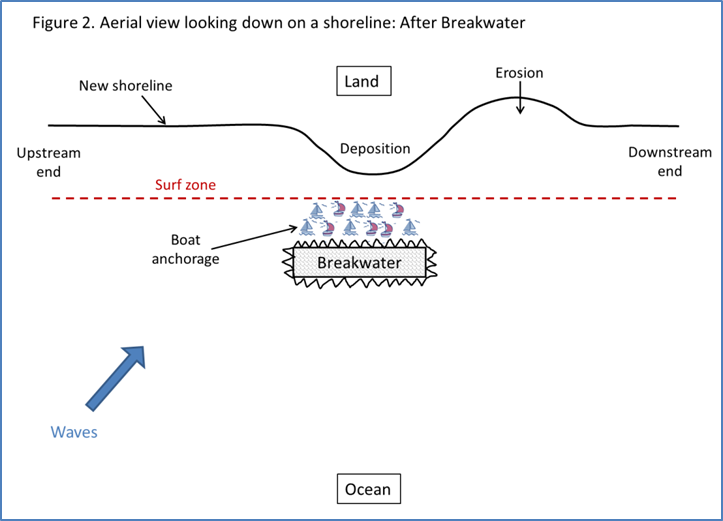 Figure 2. Aerial view looking down on a shoreline: After Breakwater
Land
Erosion
New shoreline
Deposition
Upstream
end
Downstream
end
Surf zone
Boat
anchorage
Breakwater
Waves
Ocean